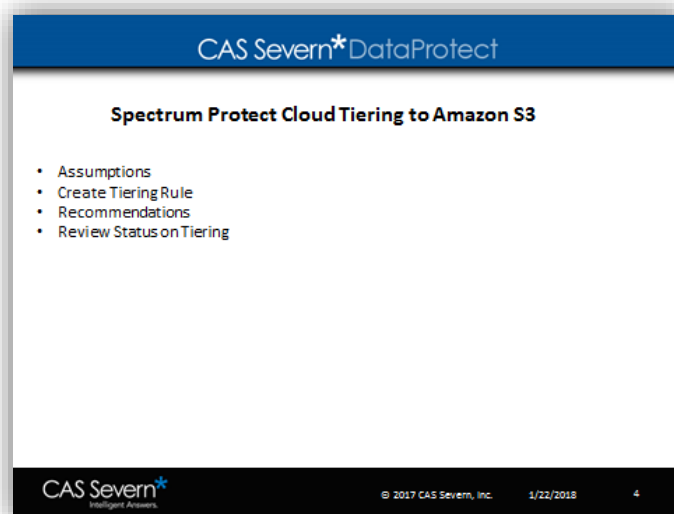 CAS Severn*DataProtect
Spectrum Protect Cloud Tiering to Amazon S3
• Assumptions
• Create Tiering Rule
• Recommendations
• Review Status on Tiering
CAS Severn*
Intelligent Answers.
© 2017 CAS Severn, Inc. 1/22/2018 4